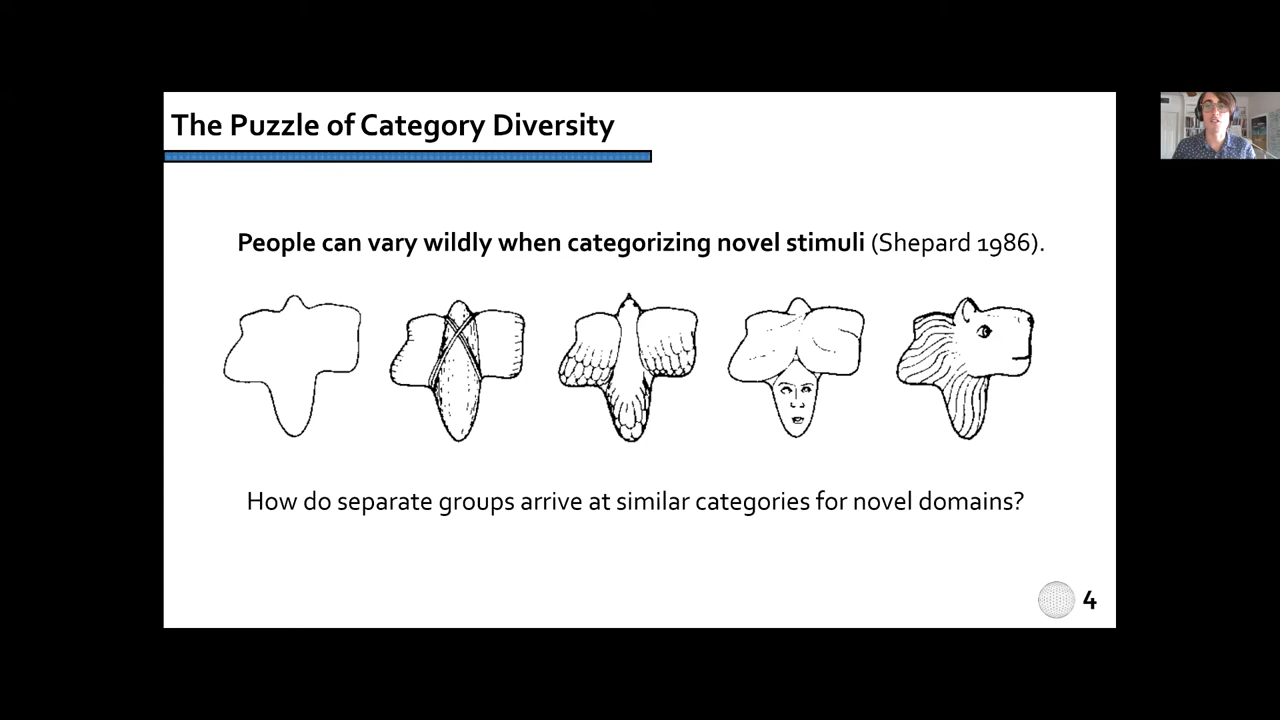 The Puzzle of Category Diversity
People can vary wildly when categorizing novel stimuli (Shepard 1986).
How do separate groups arrive at similar categories for novel domains?
4